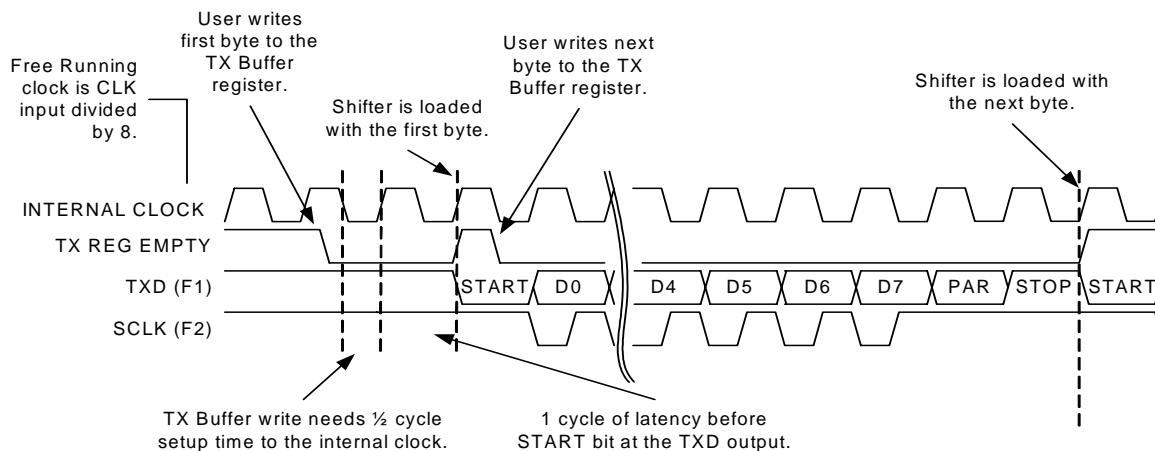 User writes
first byte to the
TX Buffer
register.
User writes next
byte to the TX
Buffer register.
Free Running
clock is CLK
input divided
by 8.
Shifter is loaded
with the first byte.
Shifter is loaded with
the next byte.
INTERNAL CLOCK
TX REG EMPTY
TXD (F1)
START D0 D4 D5 D6 D7 PAR STOP START
SCLK (F2)
TX Buffer write needs ½ cycle
setup time to the internal clock.
1 cycle of latency before
START bit at the TXD output.